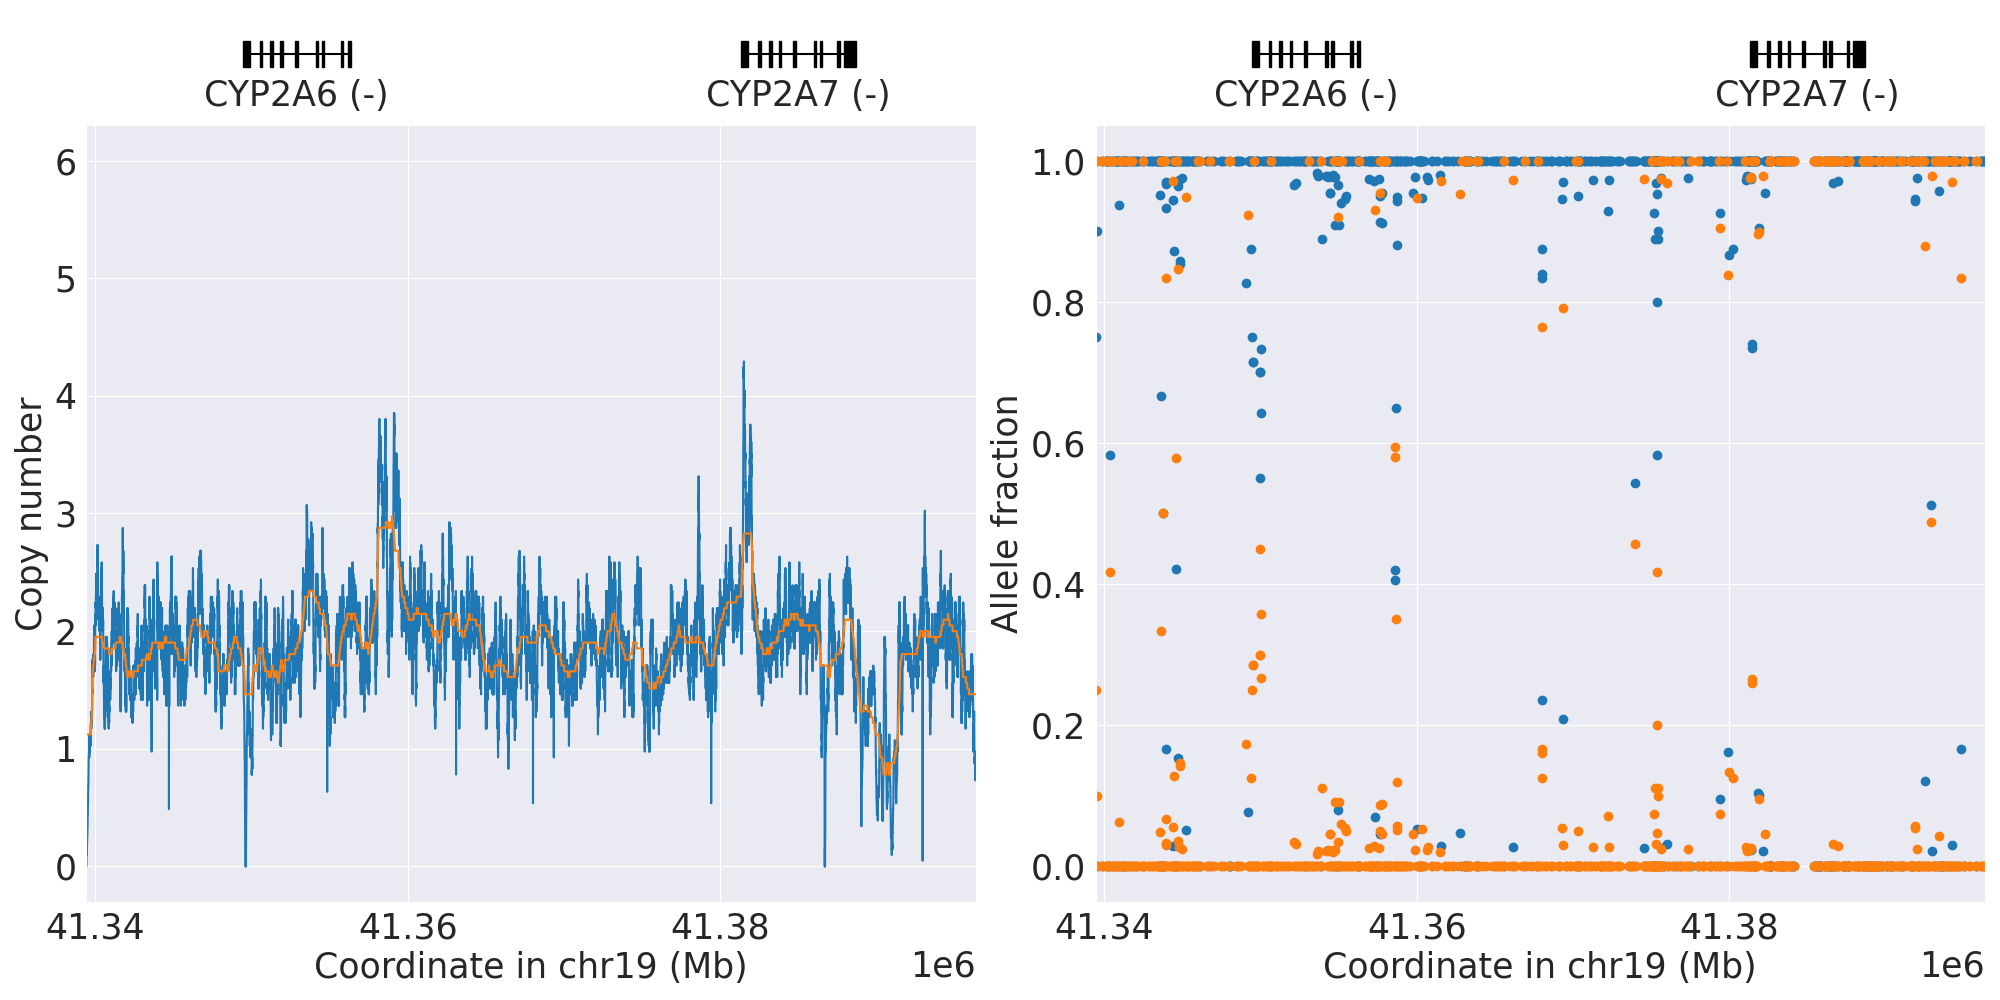 CYP2A6 (-)
CYP2A7 (-)
6
5
4
3
2
1
0
Copy number
41.34
41.36
41.38
Coordinate in chr19 (Mb)
1e6
CYP2A6 (-)
CYP2A7 (-)
1.0
0.8
0.6
0.4
0.2
0.0
Allele fraction
41.34
41.36
41.38
Coordinate in chr19 (Mb)
1e6